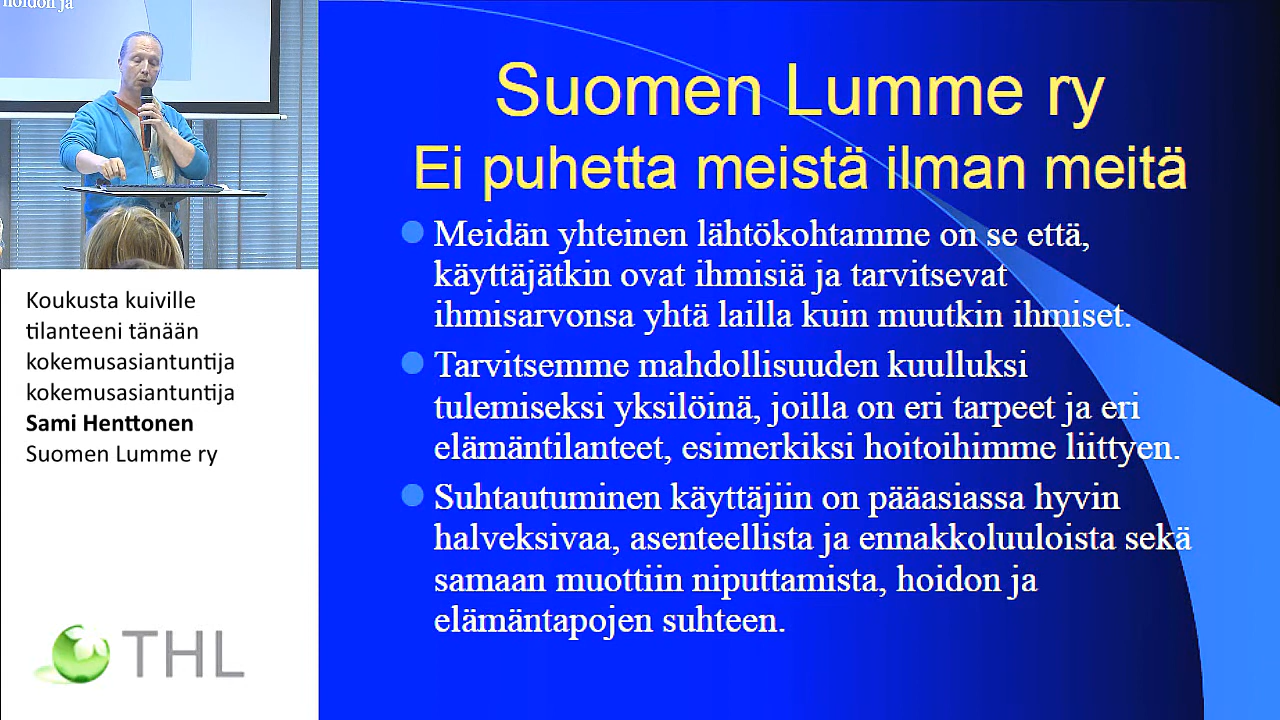 hoidon ja
Koukusta kuiville
tilanteeni tänään
kokemusasiantuntija
kokemusasiantuntija
Sami Henttonen
Suomen Lumme ry
THL
Suomen Lumme ry
Ei puhetta meistä ilman meitä
Meidän yhteinen lähtökohtamme on se että,
käyttäjätkin ovat ihmisiä ja tarvitsevat
ihmisarvonsa yhtä lailla kuin muutkin ihmiset.
Tarvitsemme mahdollisuuden kuulluksi
tulemiseksi yksilöinä, joilla on eri tarpeet ja eri
elämäntilanteet, esimerkiksi hoitoihimme liittyen.
Suhtautuminen käyttäjiin on pääasiassa hyvin
halveksivaa, asenteellista ja ennakkoluuloista sekä
samaan muottiin niputtamista, hoidon ja
elämäntapojen suhteen.